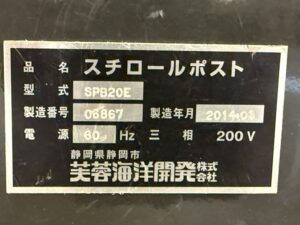 品名 スチロールポスト
型式 SPB20E
製造番号 06867 製造年月 2014.03
電源 60 Hz 三相 200V
静岡県静岡市
芙蓉海洋開発株式会社